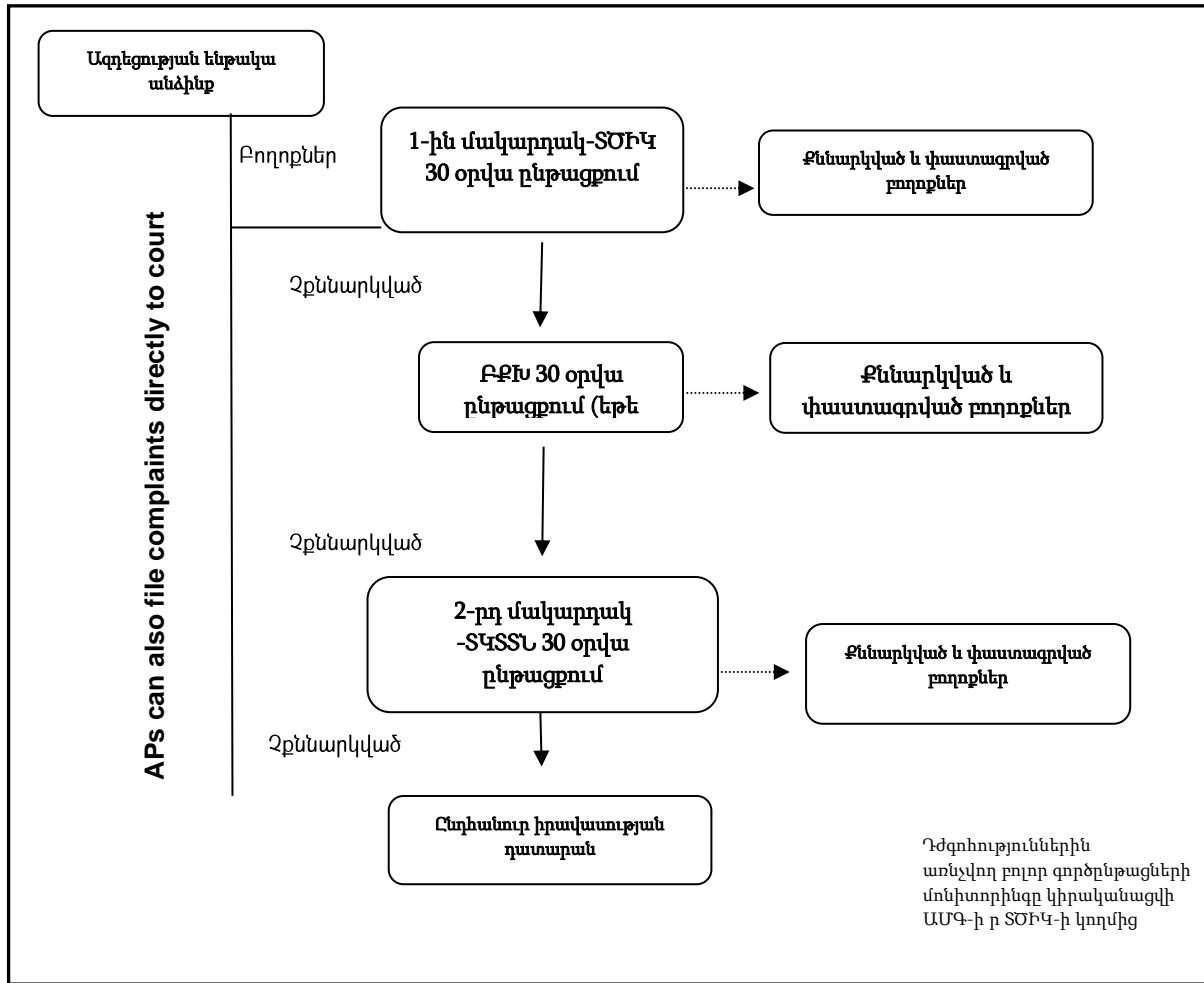 Ազդեցության ենթակա
անձինք
Բողոքներ
1-ին մակարդակ-ՏԾԻԿ
30 օրվա ընթացքում
Քննարկված և փաստագրված
բողոքներ
APs can also file complaints directly to court
Չքննարկված
ԲՔԽ 30 օրվա
ընթացքում (եթե
Քննարկված և
փաստագրված բողոքներ
Չքննարկված
2-րդ մակարդակ
-ՏԿՏՏՆ 30 օրվա
ընթացքում
Քննարկված և փաստագրված
բողոքներ
Չքննարկված
Ընդհանուր իրավասության
դատարան
Դժգոհություններին
առնչվող բոլոր գործընթացների
մոնիտորինգը կիրականացվի
ԱՄԳ-ի ր ՏԾԻԿ-ի կողմից